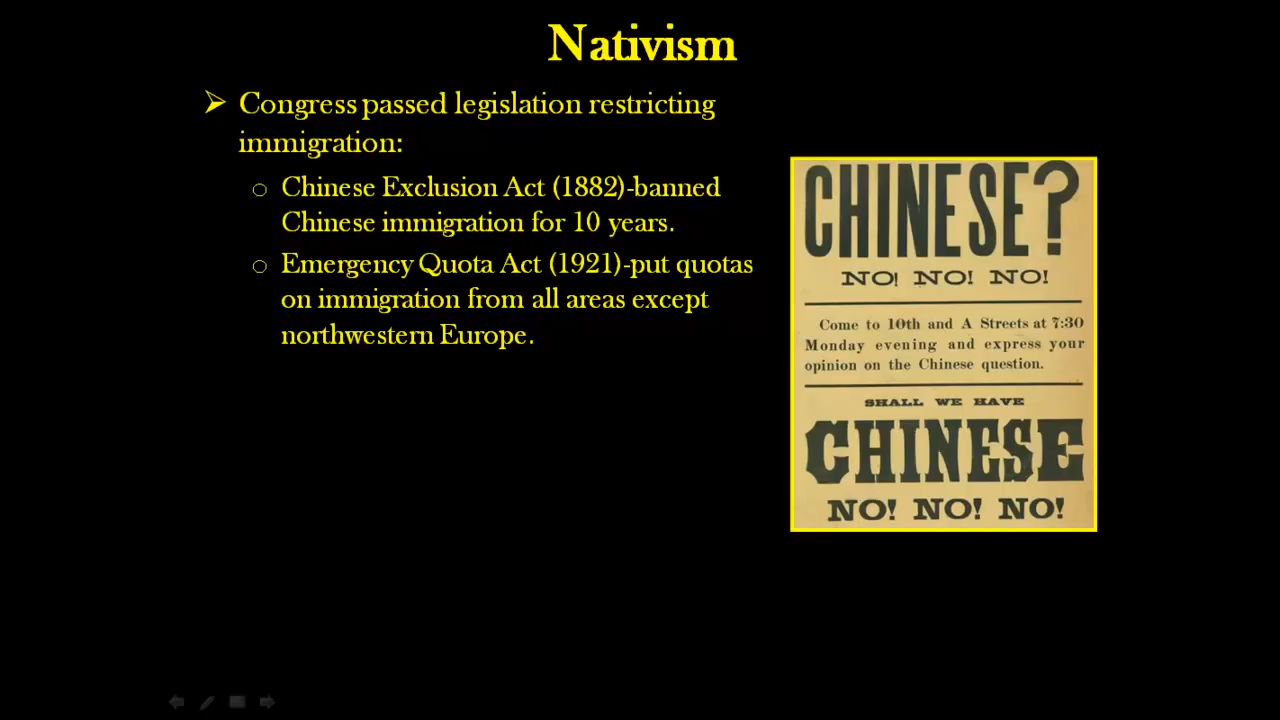 Nativism
Congress passed legislation restricting
immigration:
Chinese Exclusion Act (1882)-banned
Chinese immigration for 10 years.
Emergency Quota Act (1921)-put quotas
on immigration from all areas except
northwestern Europe.
CHINESE?
NO! NO! NO!
Come to 10th and A Streets at 7:30
Monday evening and express your
opinion on the Chinese question.
SHALL WE HAVE
CHINESE
NO! NO! NO!